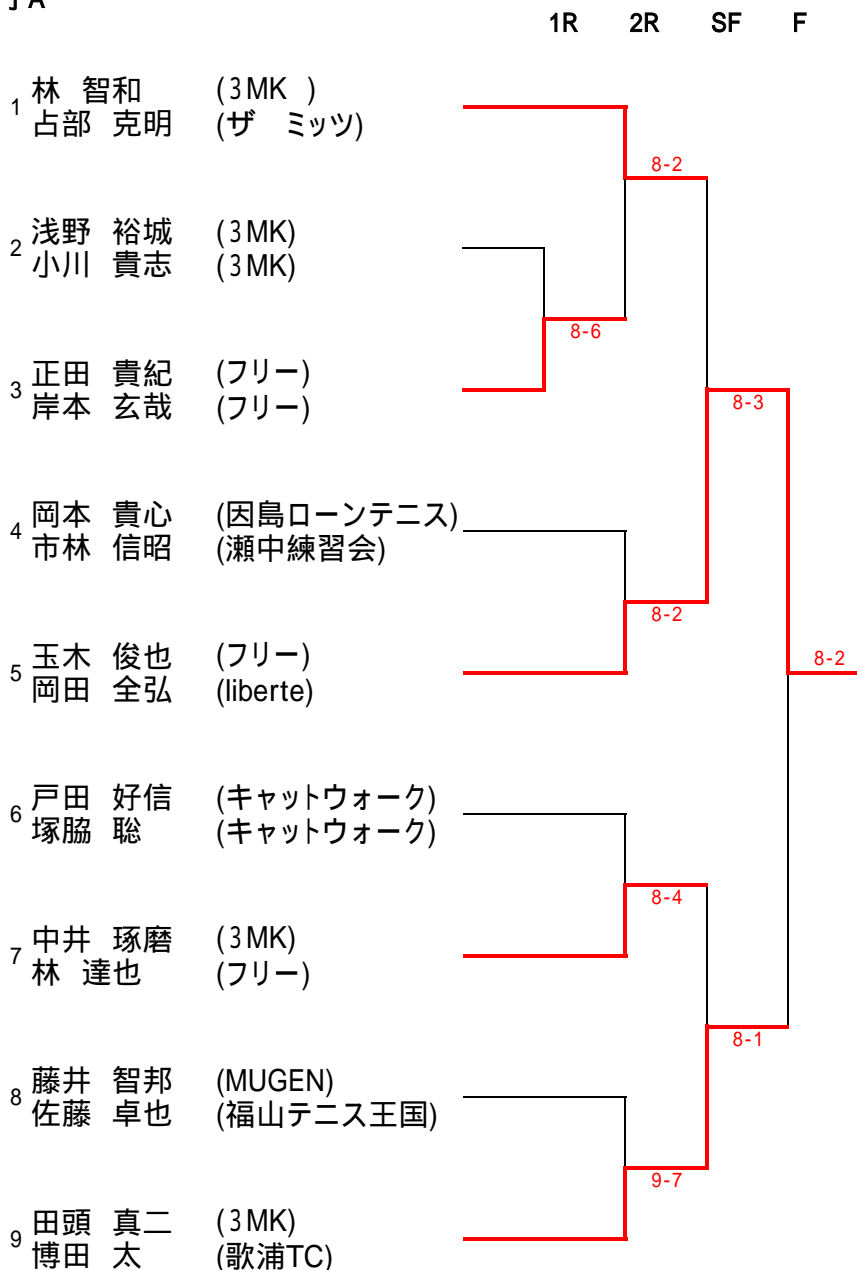 子A
1R 2R SF F
1 林 智和 (3MK )
占部 克明 (ザ ミッツ)
8-2
2 浅野 裕城 (3MK)
小川 貴志 (3MK)
8-6
3 正田 貴紀 (フリー)
岸本 玄哉 (フリー)
8-3
4 岡本 貴心 (因島ローンテニス)
市林 信昭 (瀬中練習会)
8-2
5 玉木 俊也 (フリー)
岡田 全弘 (liberte)
8-2
6 戸田 好信 (キャットウォーク)
塚脇 聡 (キャットウォーク)
8-4
7 中井 琢磨 (3MK)
林 達也 (フリー)
8-1
8 藤井 智邦 (MUGEN)
佐藤 卓也 (福山テニス王国)
9-7
9 田頭 真二 (3MK)
博田 太 (歌浦TC)